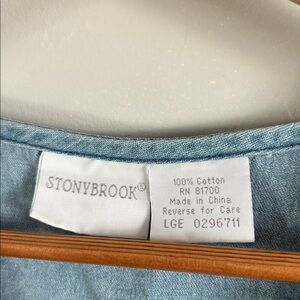 STONYBROOK®
100% Cotton
RN 81700
Made in China
Reverse for Care
LGE 0296711